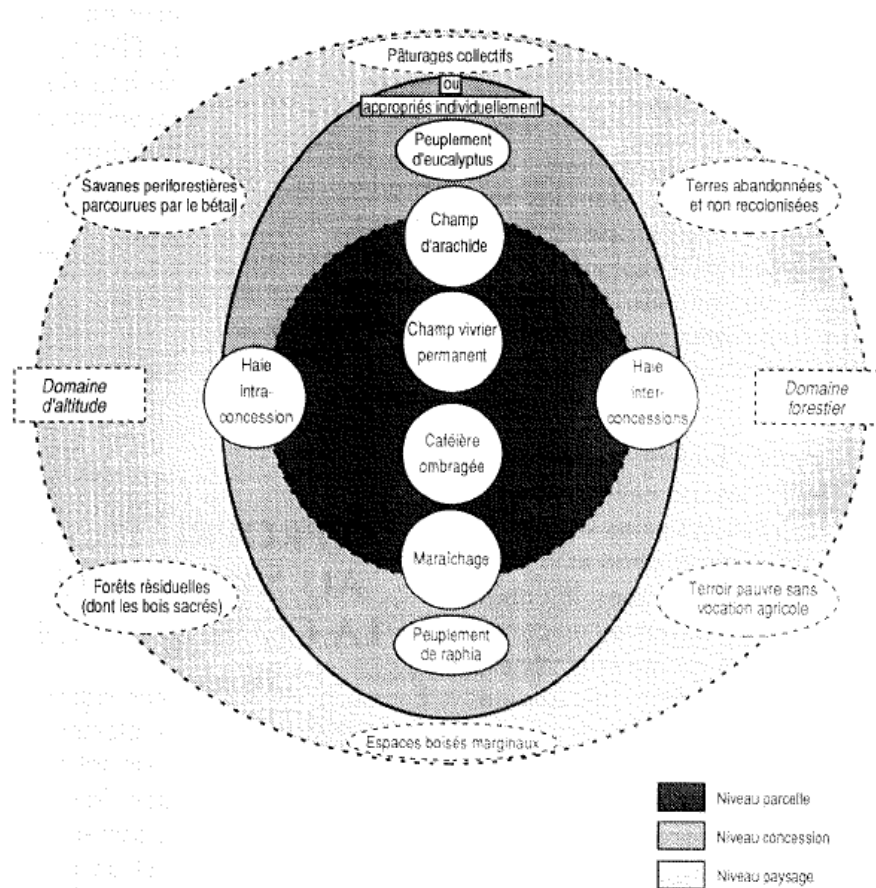 Pâturages collectifs
ou
appropriés individuellement
Peuplement
d'eucalyptus
Savanes periforestières
parcourues par le bétail
Terres abandonnées
et non recolonisées
Champ
d'arachide
Champ vivrier
permanent
Haie
intra-
concession
Haie
inter-
concessions
Domaine
d'altitude
Domaine
forestier
Caféière
ombragée
Maraîchage
Forêts résiduelles
(dont les bois sacrés)
Terroir pauvre sans
vocation agricole
Peuplement
de raphia
Espaces boisés marginaux
Niveau parcelle
Niveau concession
Niveau paysage